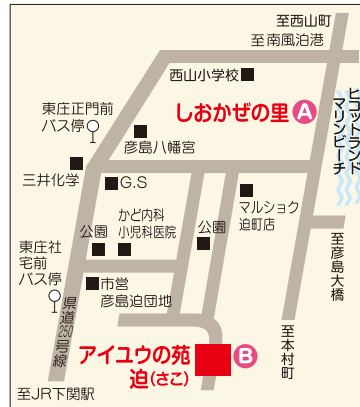 至西山町
至南風泊港
西山小学校
しおかぜの里 A
ヒコットランド
マリンビーチ
東庄正門前
バス停
彦島八幡宮
三井化学
G.S
マルショク
迫町店
かど内科
小児科医院
公園
公園
東庄社
宅前
バス停
市営
彦島迫団地
至彦島大橋
県道250号線
アイユウの苑
迫(さこ)
B
至本村町
至JR下関駅